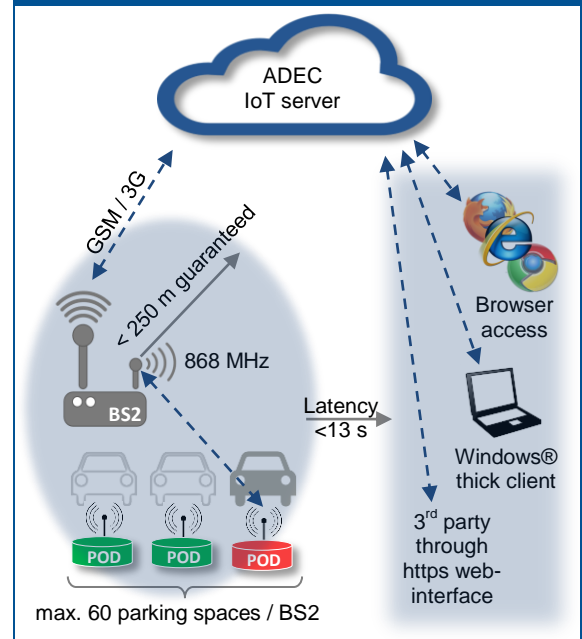 ADEC
IoT server
GSM / 3G
< 250 m guaranteed
868 MHz
BS2
POD
POD
POD
max. 60 parking spaces / BS2
Latency
<13 s
Browser
access
Windows®
thick client
3rd party
through
https web-
interface